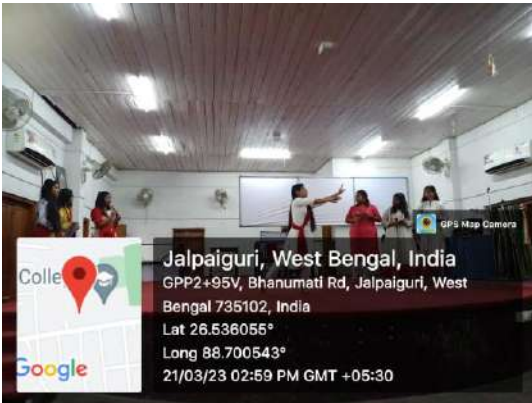 GPS Map Camera
Colle
Google
Jalpaiguri, West Bengal, India
GPP2+95V, Bhanumati Rd, Jalpaiguri, West
Bengal 735102, India
Lat 26.536055°
Long 88.700543°
21/03/23 02:59 PM GMT +05:30